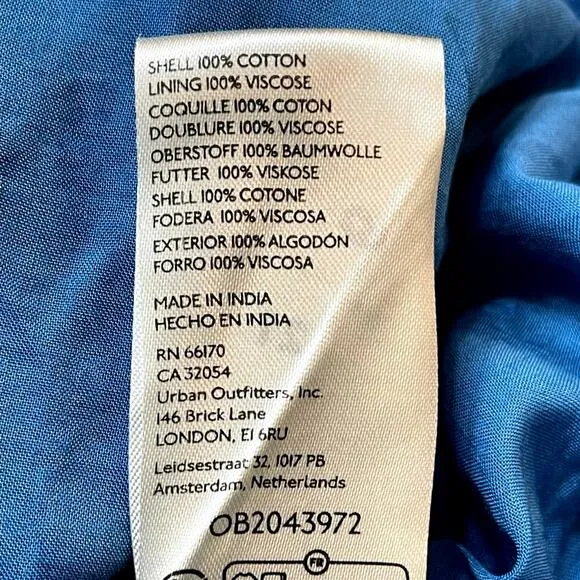 SHELL 100% COTTON
LINING 100% VISCOSE
COQUILLE 100% COTON
DOUBLURE 100% VISCOSE
OBERSTOFF 100% BAUMWOLLE
FUTTER 100% VISKOSE
SHELL 100% COTONE
FODERA 100% VISCOSA
EXTERIOR 100% ALGODÓN
FORRO 100% VISCOSA
MADE IN INDIA
HECHO EN INDIA
RN 66170
CA 32054
Urban Outfitters, Inc.
146 Brick Lane
LONDON, E1 6RU
Leidsestraat 32, 1017 PB
Amsterdam, Netherlands
OB2043972
FR